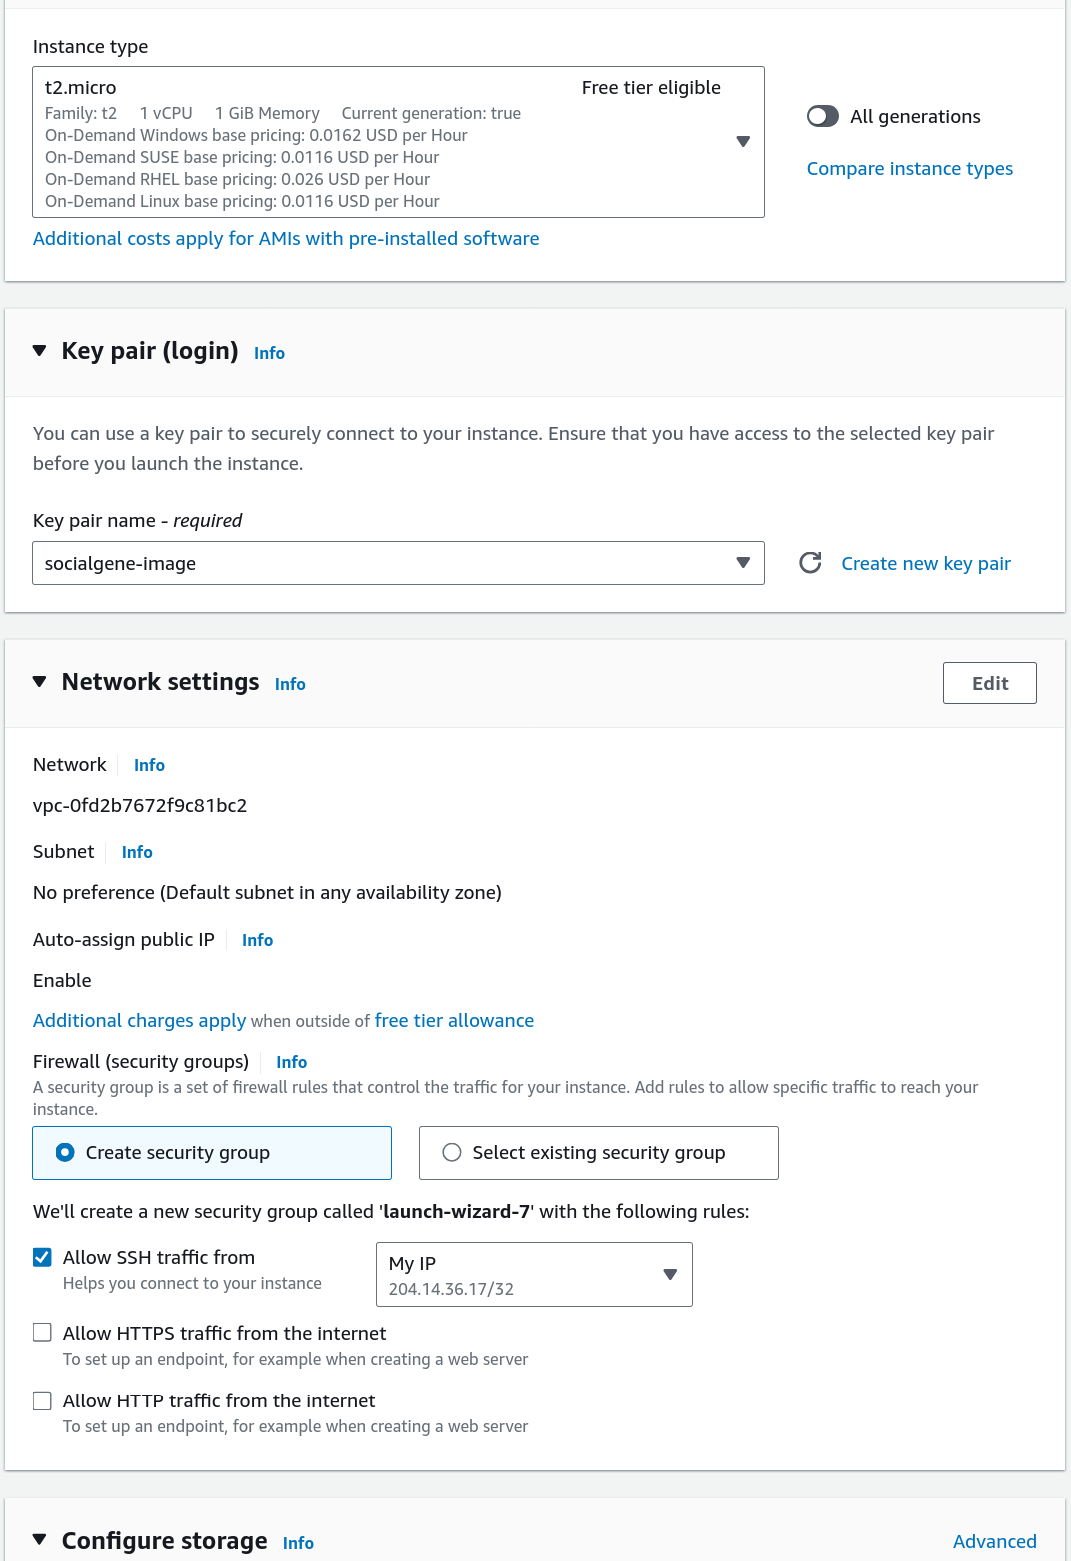 Instance type
t2.micro Free tier eligible
Family: t2 1 vCPU 1 GiB Memory Current generation: true
On-Demand Windows base pricing: 0.0162 USD per Hour
On-Demand SUSE base pricing: 0.0116 USD per Hour
On-Demand RHEL base pricing: 0.026 USD per Hour
On-Demand Linux base pricing: 0.0116 USD per Hour
All generations
Compare instance types
Additional costs apply for AMIs with pre-installed software
Key pair (login) Info
You can use a key pair to securely connect to your instance. Ensure that you have access to the selected key pair
before you launch the instance.
Key pair name - required
socialgene-image
Create new key pair
Network settings Info
Edit
Network Info
vpc-0fd2b7672f9c81bc2
Subnet Info
No preference (Default subnet in any availability zone)
Auto-assign public IP Info
Enable
Additional charges apply when outside of free tier allowance
Firewall (security groups) Info
A security group is a set of firewall rules that control the traffic for your instance. Add rules to allow specific traffic to reach your
instance.
Create security group
Select existing security group
We'll create a new security group called 'launch-wizard-7' with the following rules:
Allow SSH traffic from
Helps you connect to your instance
My IP
204.14.36.17/32
Allow HTTPS traffic from the internet
To set up an endpoint, for example when creating a web server
Allow HTTP traffic from the internet
To set up an endpoint, for example when creating a web server
Configure storage Info
Advanced